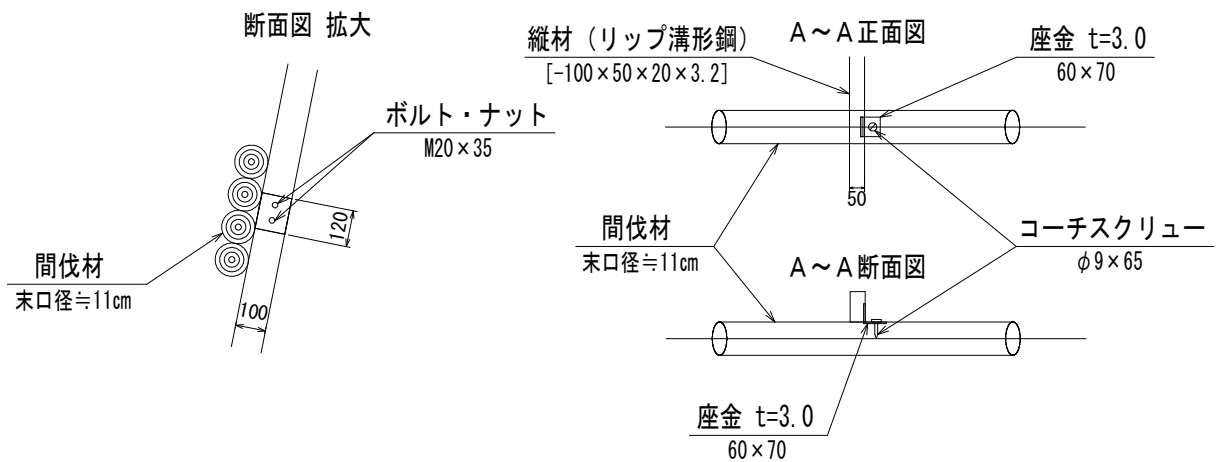 断面図 拡大
ボルト・ナット
M20×35
120
間伐材
末口径≒11㎝
100
縦材（リップ溝形鋼）
[-100×50×20×3.2]
A～A正面図
座金 t=3.0
60×70
50
間伐材
末口径≒11㎝
コーチスクリュー
φ9×65
A～A断面図
座金 t=3.0
60×70